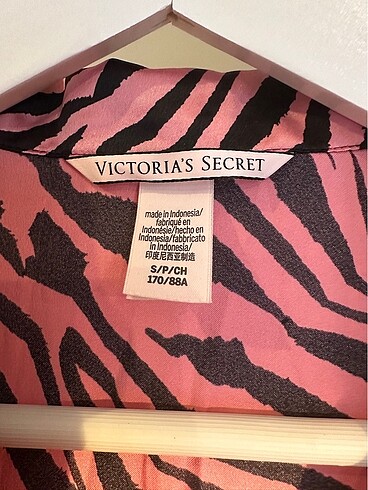 VICTORIA'S SECRET
made in Indonesia/
fabriqué en
Indonésie/hecho en
Indonesia/fabbricato
in Indonesia/
印度尼西亚制造
S/P/CH
170/88A